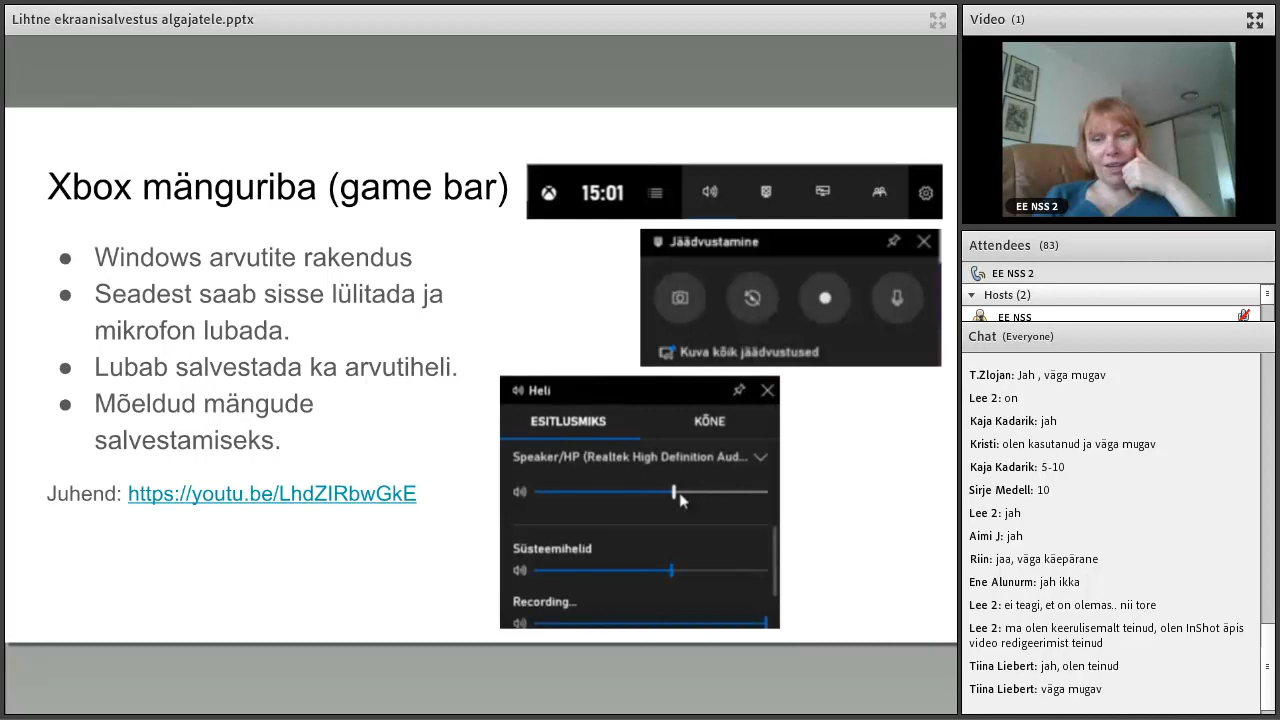 Lihtne ekraanisalvestus algajatele.pptx
Xbox mänguriba (game bar)
● Windows arvutite rakendus
● Seadest saab sisse lülitada ja
mikrofon lubada.
● Lubab salvestada ka arvutiheli.
● Mõeldud mängude
salvestamiseks.
Juhend: https://youtu.be/LhdZIRbwGkE
15:01
Jäädvustamine
Kuva kõik jäädvustused
Heli
ESITLUSMIKS KÕNE
Speaker/HP (Realtek High Definition Aud...
Süsteemihelid
Recording...
Video (1)
EE NSS 2
Attendees (83)
EE NSS 2
Hosts (2)
EE NSS
Chat (Everyone)
T.Zlojan: Jah , väga mugav
Lee 2: on
Kaja Kadarik: jah
Kristi: olen kasutanud ja väga mugav
Kaja Kadarik: 5-10
Sirje Medell: 10
Lee 2: jah
Aimi J: jah
Riin: jaa, väga käepärane
Ene Alunurm: jah ikka
Lee 2: ei teagi, et on olemas.. nii tore
Lee 2: ma olen keerulisemalt teinud, olen InShot äpis
video redigeerimist teinud
Tiina Liebert: jah, olen teinud
Tiina Liebert: väga mugav